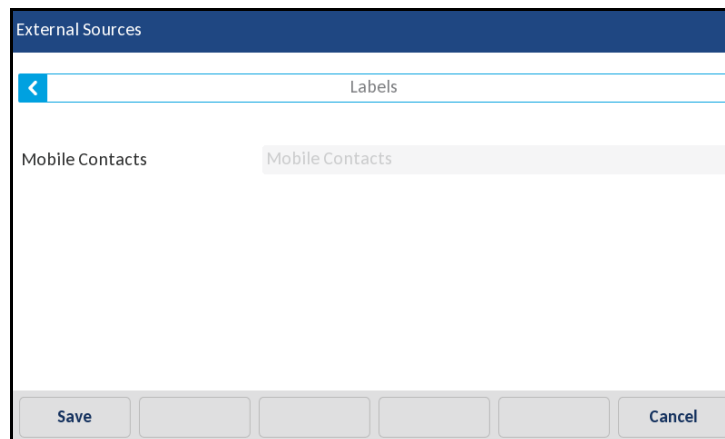 External Sources
Labels
Mobile Contacts Mobile Contacts
Save Cancel